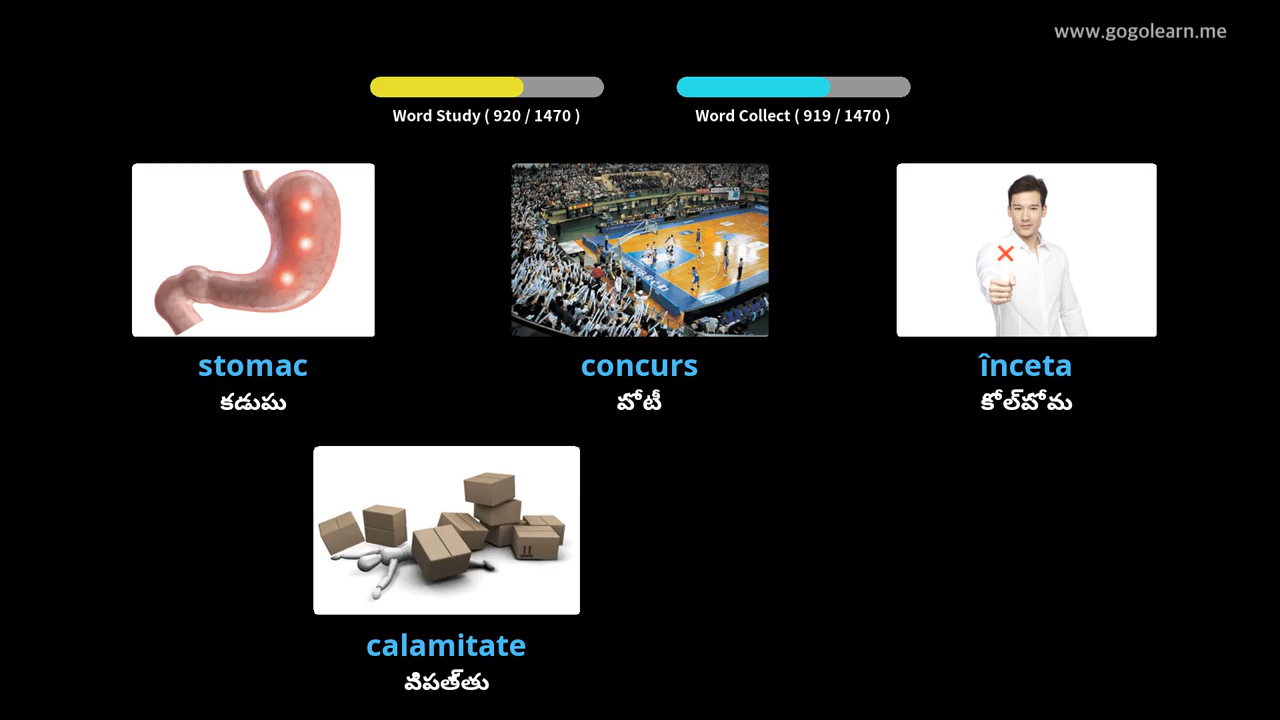 www.gogolearn.me
Word Study ( 920 / 1470 )
Word Collect ( 919 / 1470 )
stomac
concurs
înceta
కడుపు
పోటీ
కోల్పోమ
calamitate
విపత్తు